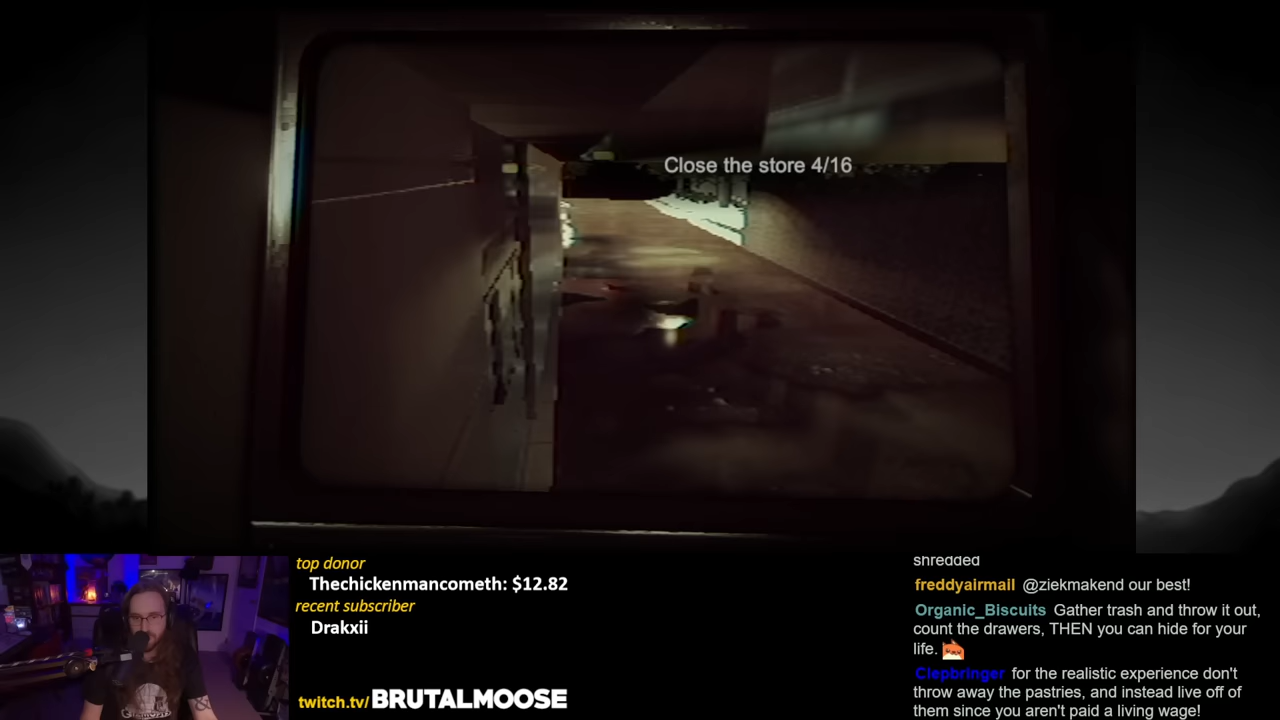 Close the store 4/16
top donor
Thechickenmancometh: $12.82
recent subscriber
Drakxii
twitch.tv/BRUTALMOOSE
shredded
freddyairmail @ziekmakend our best!
Organic_Biscuits Gather trash and throw it out,
count the drawers, THEN you can hide for your
life.
Clepbringer for the realistic experience don't
throw away the pastries, and instead live off of
them since you aren't paid a living wage!